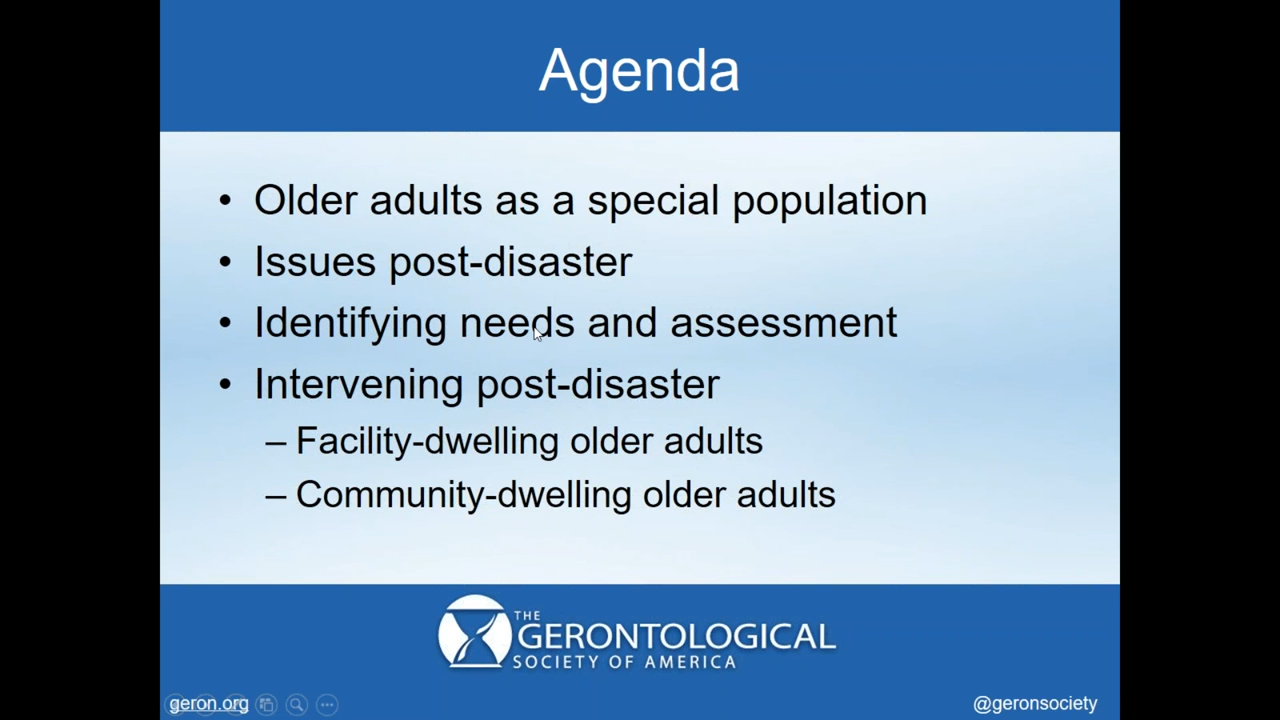 Agenda
• Older adults as a special population
• Issues post-disaster
• Identifying needs and assessment
• Intervening post-disaster
– Facility-dwelling older adults
– Community-dwelling older adults
THE
GERONTOLOGICAL
SOCIETY OF AMERICA
geron.org
@geronsociety